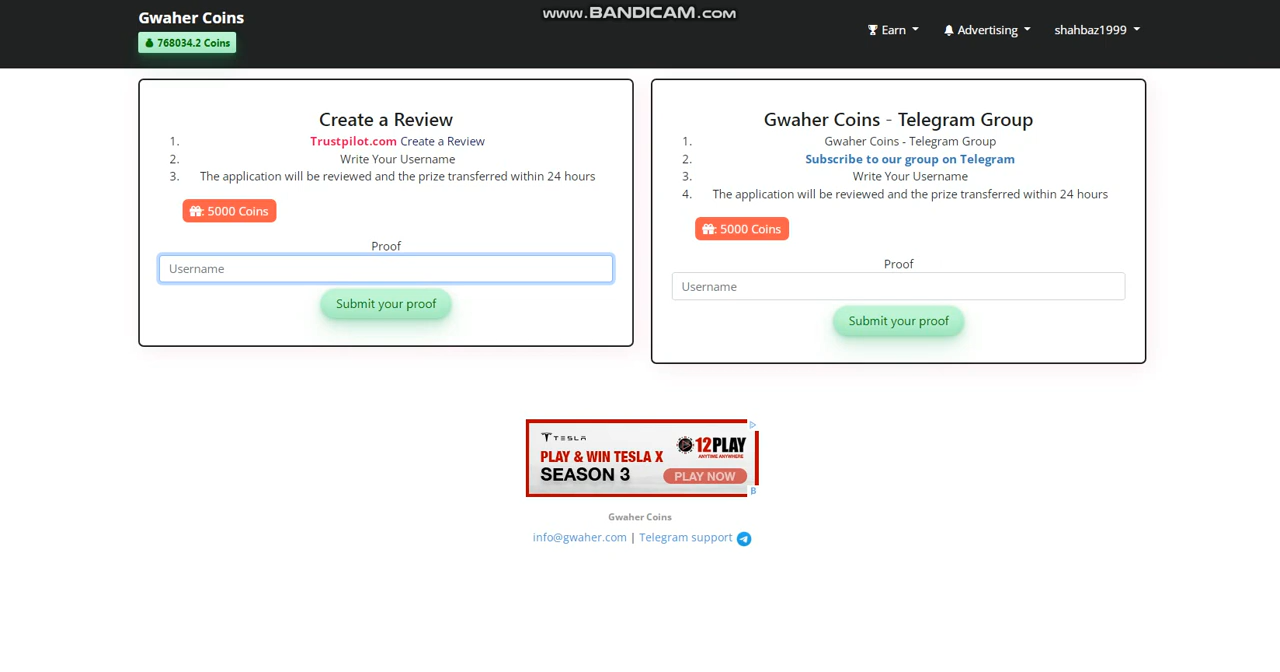 www.BANDICAM.com
Gwaher Coins
768034.2 Coins
Earn
Advertising
shahbaz1999
Create a Review
1. Trustpilot.com Create a Review
2. Write Your Username
3. The application will be reviewed and the prize transferred within 24 hours
: 5000 Coins
Proof
Username
Submit your proof
Gwaher Coins - Telegram Group
1. Gwaher Coins - Telegram Group
2. Subscribe to our group on Telegram
3. Write Your Username
4. The application will be reviewed and the prize transferred within 24 hours
: 5000 Coins
Proof
Username
Submit your proof
TESLA
PLAY & WIN TESLA X
SEASON 3
12PLAY
ANYTIME ANYWHERE
PLAY NOW
B
Gwaher Coins
info@gwaher.com | Telegram support